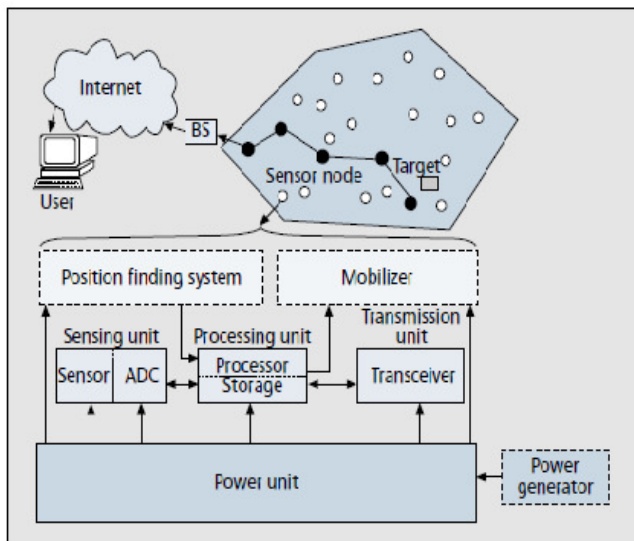 Internet
BS
User
Sensor node
Target
Position finding system
Mobilizer
Sensing unit
Processing unit
Transmission
unit
Sensor
ADC
Processor
Storage
Transceiver
Power unit
Power
generator